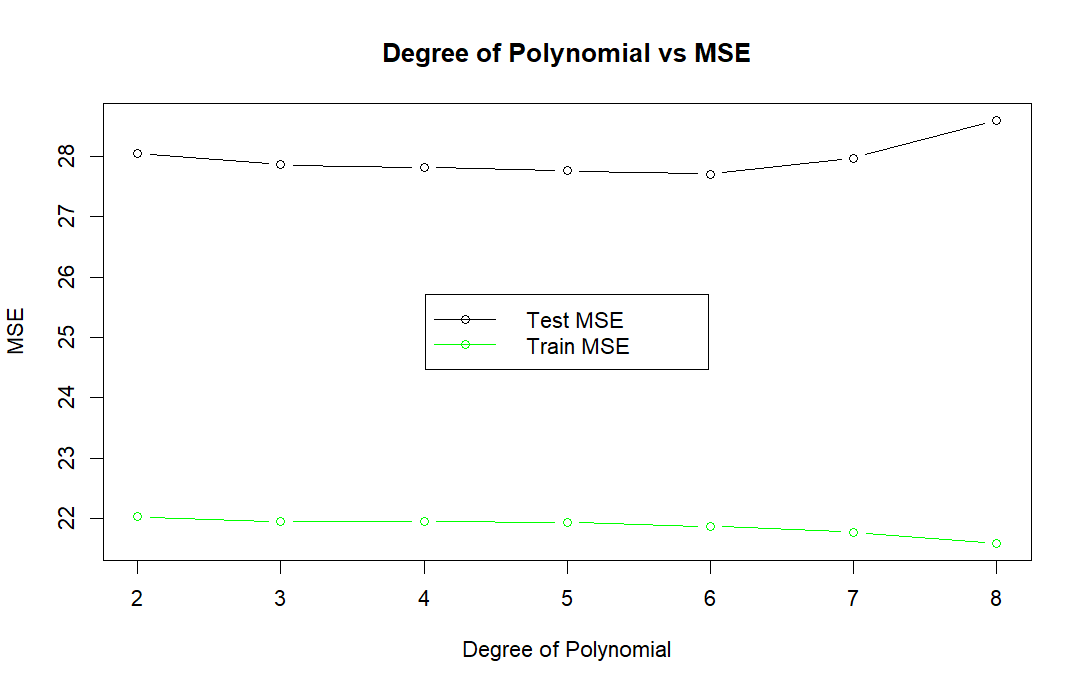 Degree of Polynomial vs MSE
MSE
28
27
26
25
24
23
22
Test MSE
Train MSE
2 3 4 5 6 7 8
Degree of Polynomial